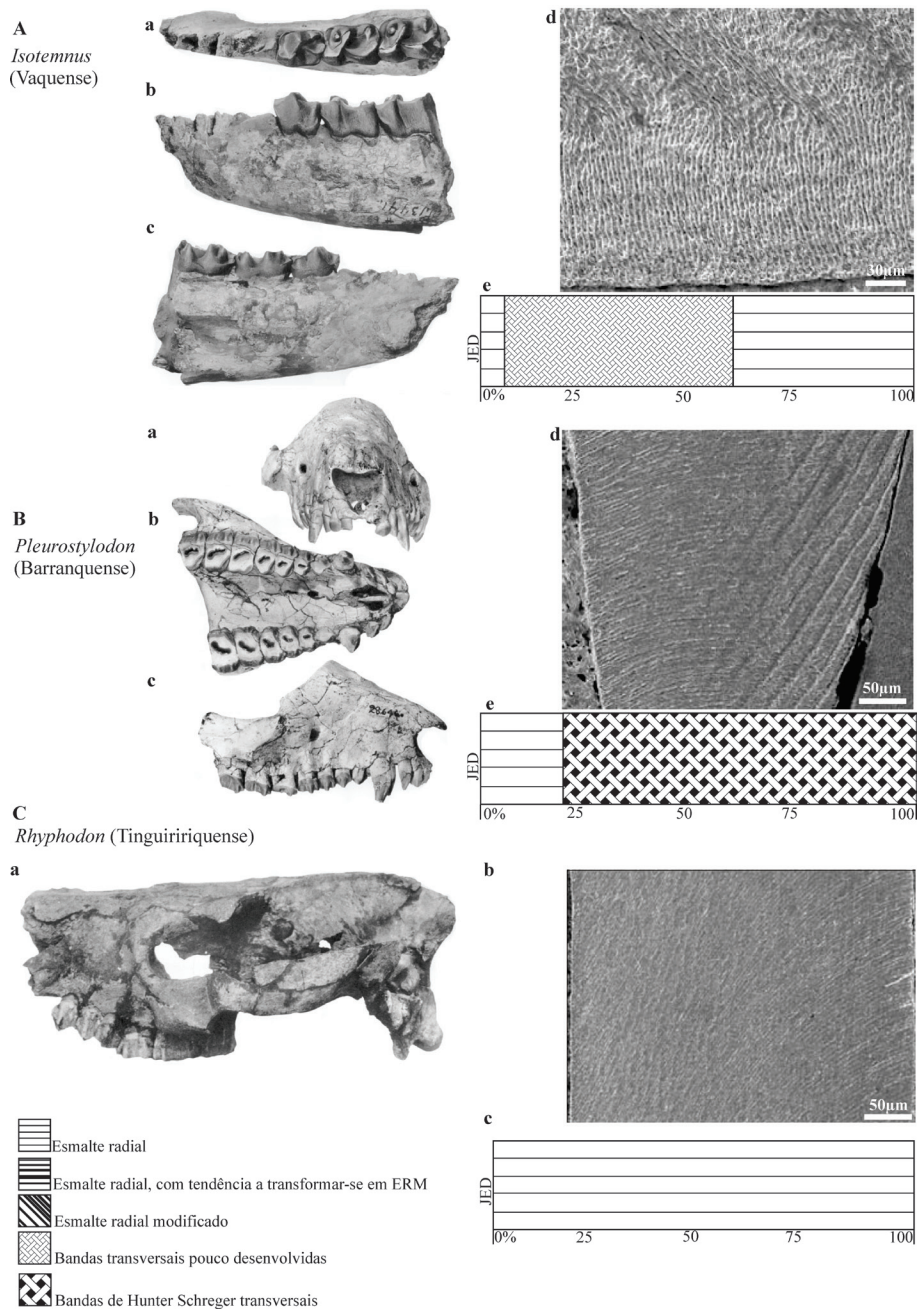 A
Isotemnus
(Vaquense)
a
b
c
d
30µm
e
JED
0% 25 50 75 100
B
Pleurostylodon
(Barranquense)
a
b
c
d
50µm
e
JED
0% 25 50 75 100
C
Rhyphodon (Tinguiririquense)
a
b
50µm
c
JED
0% 25 50 75 100
Esmalte radial
Esmalte radial, com tendência a transformar-se em ERM
Esmalte radial modificado
Bandas transversais pouco desenvolvidas
Bandas de Hunter Schreger transversais